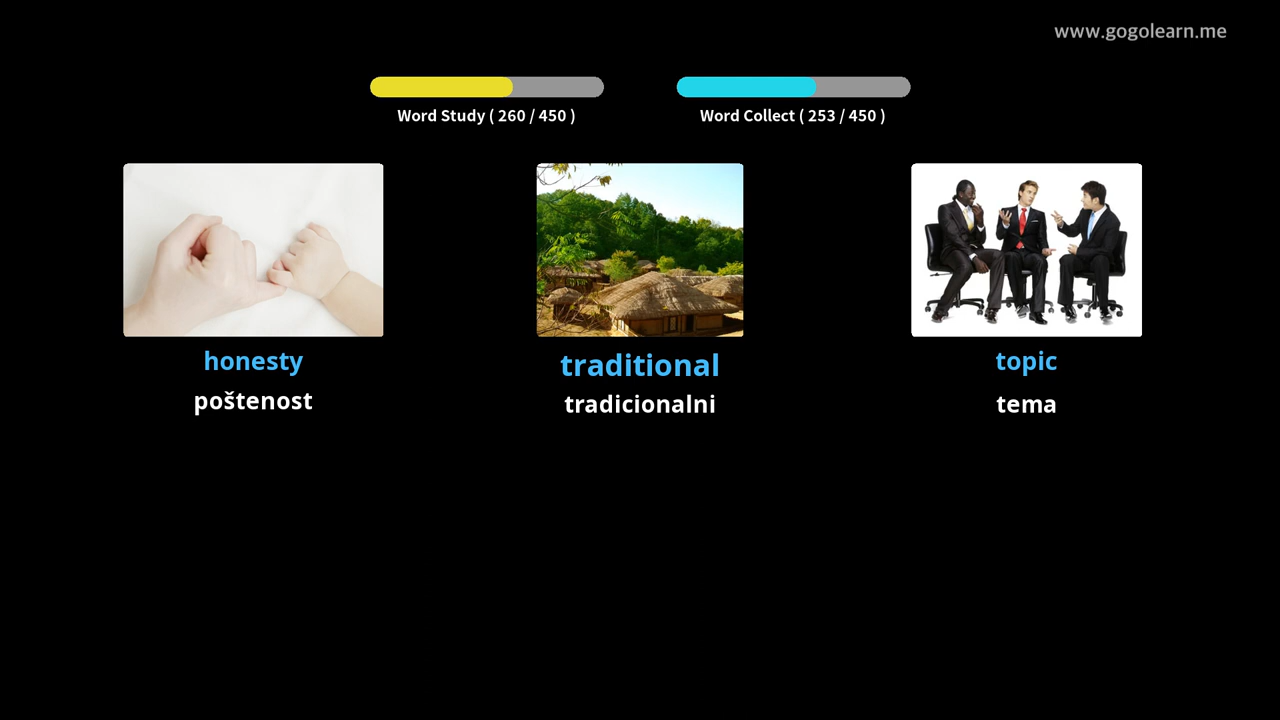 www.gogolearn.me
Word Study ( 260 / 450 )
Word Collect ( 253 / 450 )
honesty
poštenost
traditional
tradicionalni
topic
tema